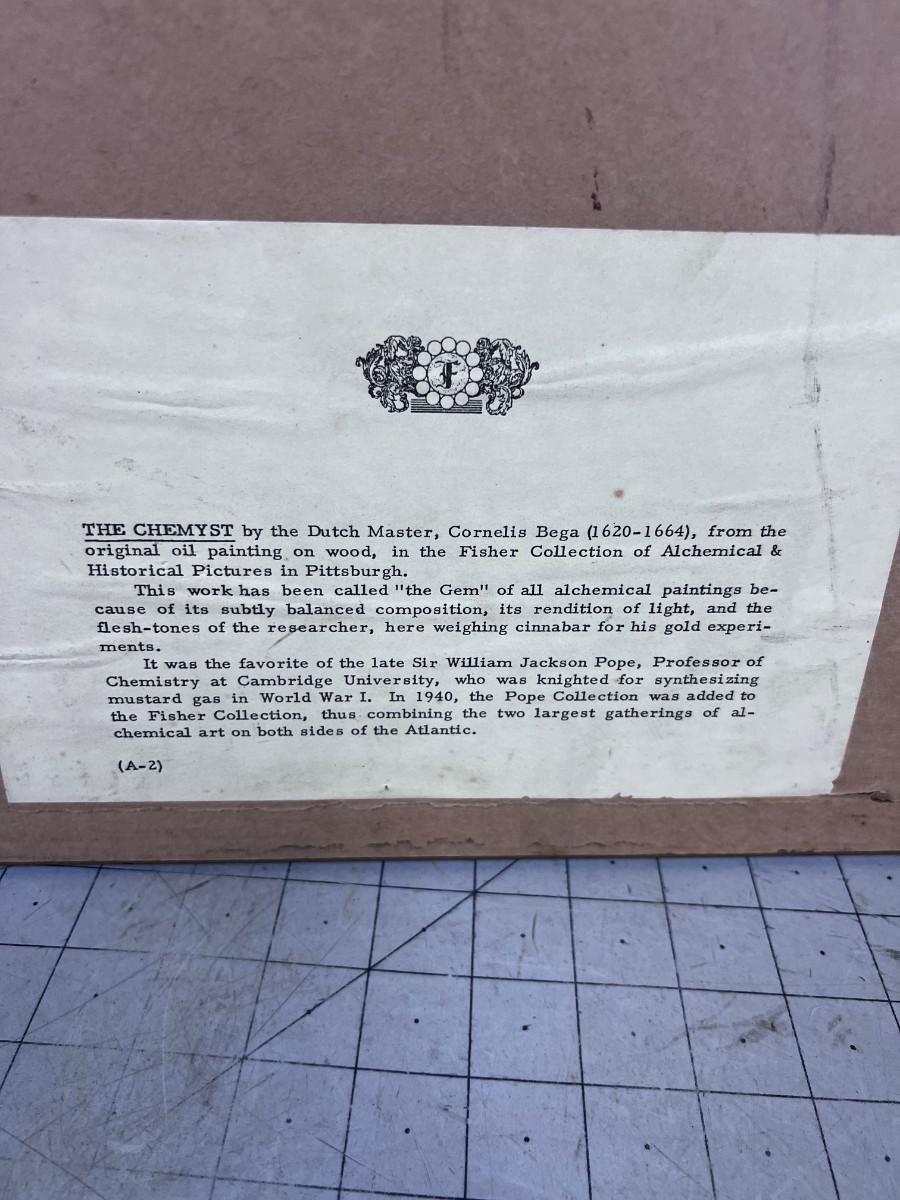 F
THE CHEMYST by the Dutch Master, Cornelis Bega (1620-1664), from the
original oil painting on wood, in the Fisher Collection of Alchemical &
Historical Pictures in Pittsburgh.
This work has been called "the Gem" of all alchemical paintings be-
cause of its subtly balanced composition, its rendition of light, and the
flesh-tones of the researcher, here weighing cinnabar for his gold experi-
ments.
It was the favorite of the late Sir William Jackson Pope, Professor of
Chemistry at Cambridge University, who was knighted for synthesizing
mustard gas in World War I. In 1940, the Pope Collection was added to
the Fisher Collection, thus combining the two largest gatherings of al-
chemical art on both sides of the Atlantic.
(A-2)